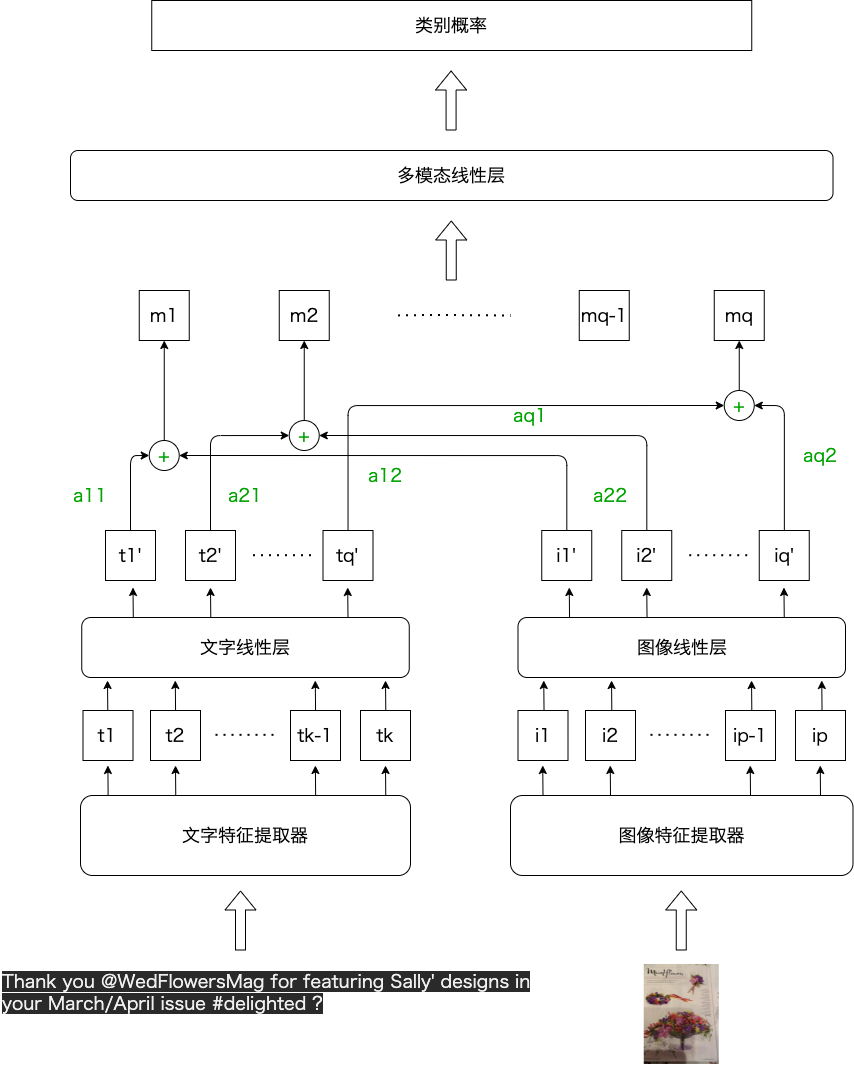 类别概率
多模态线性层
m1 m2 mq-1 mq
+
aq1
+
+
aq2
a12
a11 a21 a22
t1' t2' tq' i1' i2' iq'
文字线性层 图像线性层
t1 t2 tk-1 tk i1 i2 ip-1 ip
文字特征提取器 图像特征提取器
Thank you @WedFlowersMag for featuring Sally' designs in
your March/April issue #delighted ?